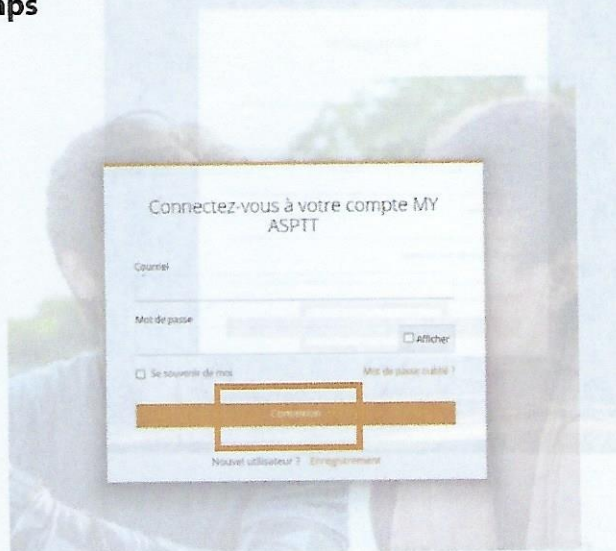 Connectez-vous à votre compte MY
ASPTT
Courriel
Mot de passe
Afficher
Se souvenir de moi
Mot de passe oublié ?
Connexion
Nouvel utilisateur ? Enregistrement